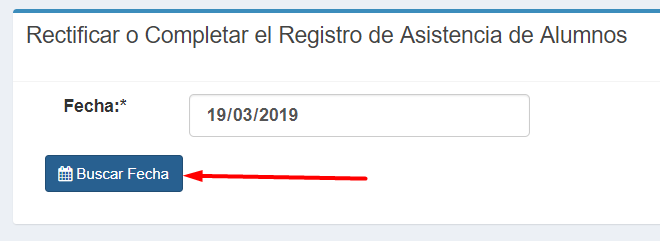 Rectificar o Completar el Registro de Asistencia de Alumnos
Fecha:* 19/03/2019
Buscar Fecha